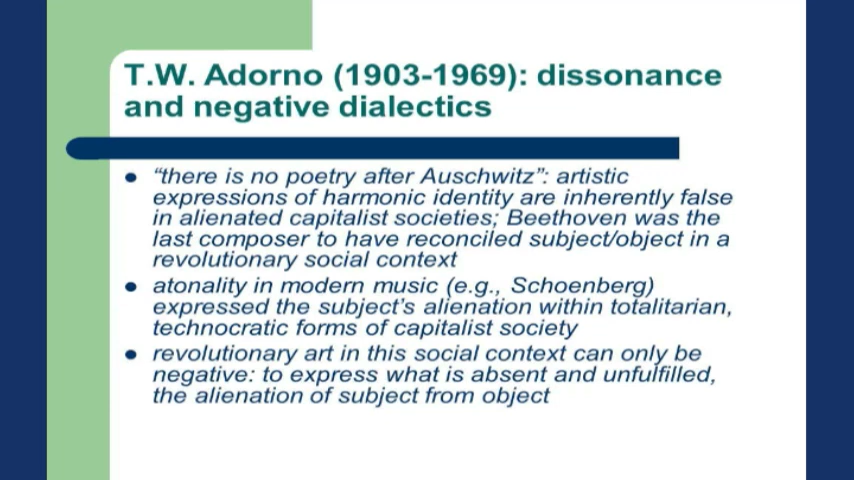 T.W. Adorno (1903-1969): dissonance
and negative dialectics
● “there is no poetry after Auschwitz”: artistic
expressions of harmonic identity are inherently false
in alienated capitalist societies; Beethoven was the
last composer to have reconciled subject/object in a
revolutionary social context
● atonality in modern music (e.g., Schoenberg)
expressed the subject’s alienation within totalitarian,
technocratic forms of capitalist society
● revolutionary art in this social context can only be
negative: to express what is absent and unfulfilled,
the alienation of subject from object